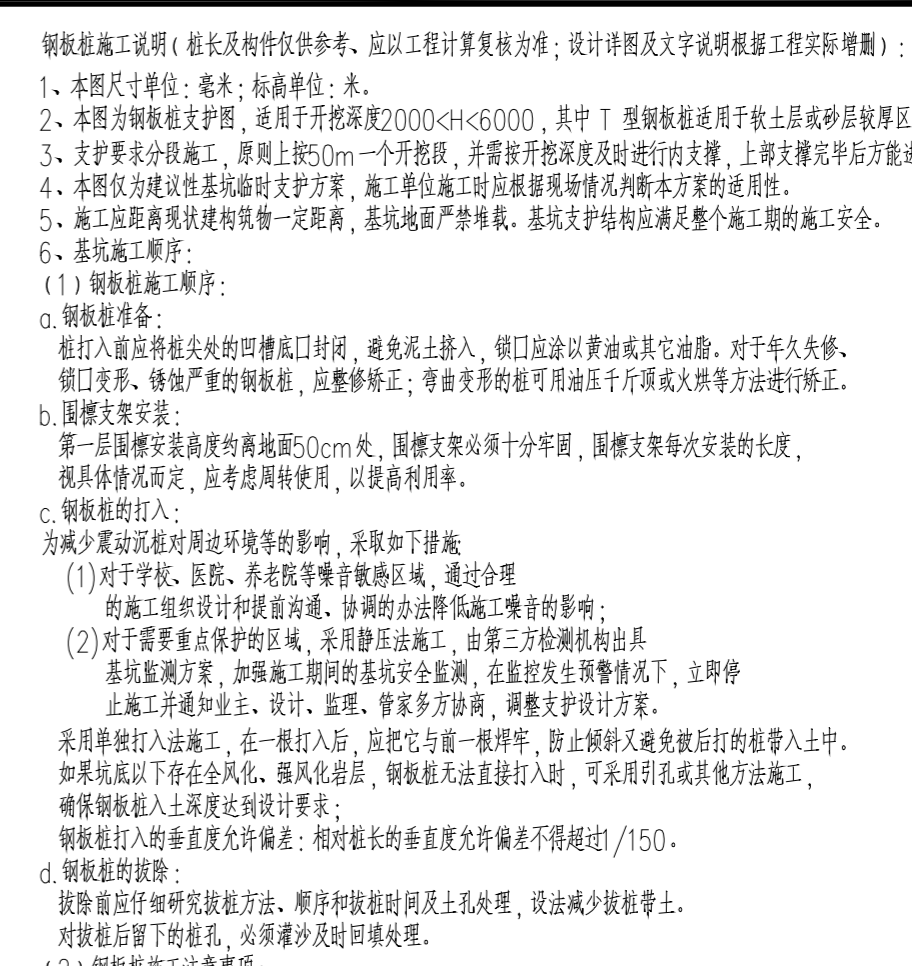 钢板桩施工说明(桩长及构件仅供参考、应以工程计算复核为准；设计详图及文字说明根据工程实际增删)：
1、本图尺寸单位：毫米；标高单位：米。
2、本图为钢板桩支护图，适用于开挖深度2000<H<6000，其中 T 型钢板桩适用于软土层或砂层较厚区
3、支护要求分段施工，原则上按50m一个开挖段，并需按开挖深度及时进行内支撑，上部支撑完毕后方能进
4、本图仅为建议性基坑临时支护方案，施工单位施工时应根据现场情况判断本方案的适用性。
5、施工应距离现状建构筑物一定距离，基坑地面严禁堆载。基坑支护结构应满足整个施工期的施工安全。
6、基坑施工顺序：
(1)钢板桩施工顺序：
a.钢板桩准备：
桩打入前应将桩尖处的凹槽底口封闭，避免泥土挤入，锁口应涂以黄油或其它油脂。对于年久失修、
锁口变形、锈蚀严重的钢板桩，应整修矫正；弯曲变形的桩可用油压千斤顶或火烘等方法进行矫正。
b.围檩支架安装：
第一层围檩安装高度约离地面50cm处，围檩支架必须十分牢固，围檩支架每次安装的长度，
视具体情况而定，应考虑周转使用，以提高利用率。
c.钢板桩的打入：
为减少震动沉桩对周边环境等的影响，采取如下措施
(1)对于学校、医院、养老院等噪音敏感区域，通过合理
的施工组织设计和提前沟通、协调的办法降低施工噪音的影响；
(2)对于需要重点保护的区域，采用静压法施工，由第三方检测机构出具
基坑监测方案，加强施工期间的基坑安全监测，在监控发生预警情况下，立即停
止施工并通知业主、设计、监理、管家多方协商，调整支护设计方案。
采用单独打入法施工，在一根打入后，应把它与前一根焊牢，防止倾斜又避免被后打的桩带入土中。
如果坑底以下存在全风化、强风化岩层，钢板桩无法直接打入时，可采用引孔或其他方法施工，
确保钢板桩入土深度达到设计要求；
钢板桩打入的垂直度允许偏差：相对桩长的垂直度允许偏差不得超过1/150。
d.钢板桩的拔除：
拔除前应仔细研究拔桩方法、顺序和拔桩时间及土孔处理，设法减少拔桩带土。
对拔桩后留下的桩孔，必须灌沙及时回填处理。
(2)钢板桩施工注意事项：